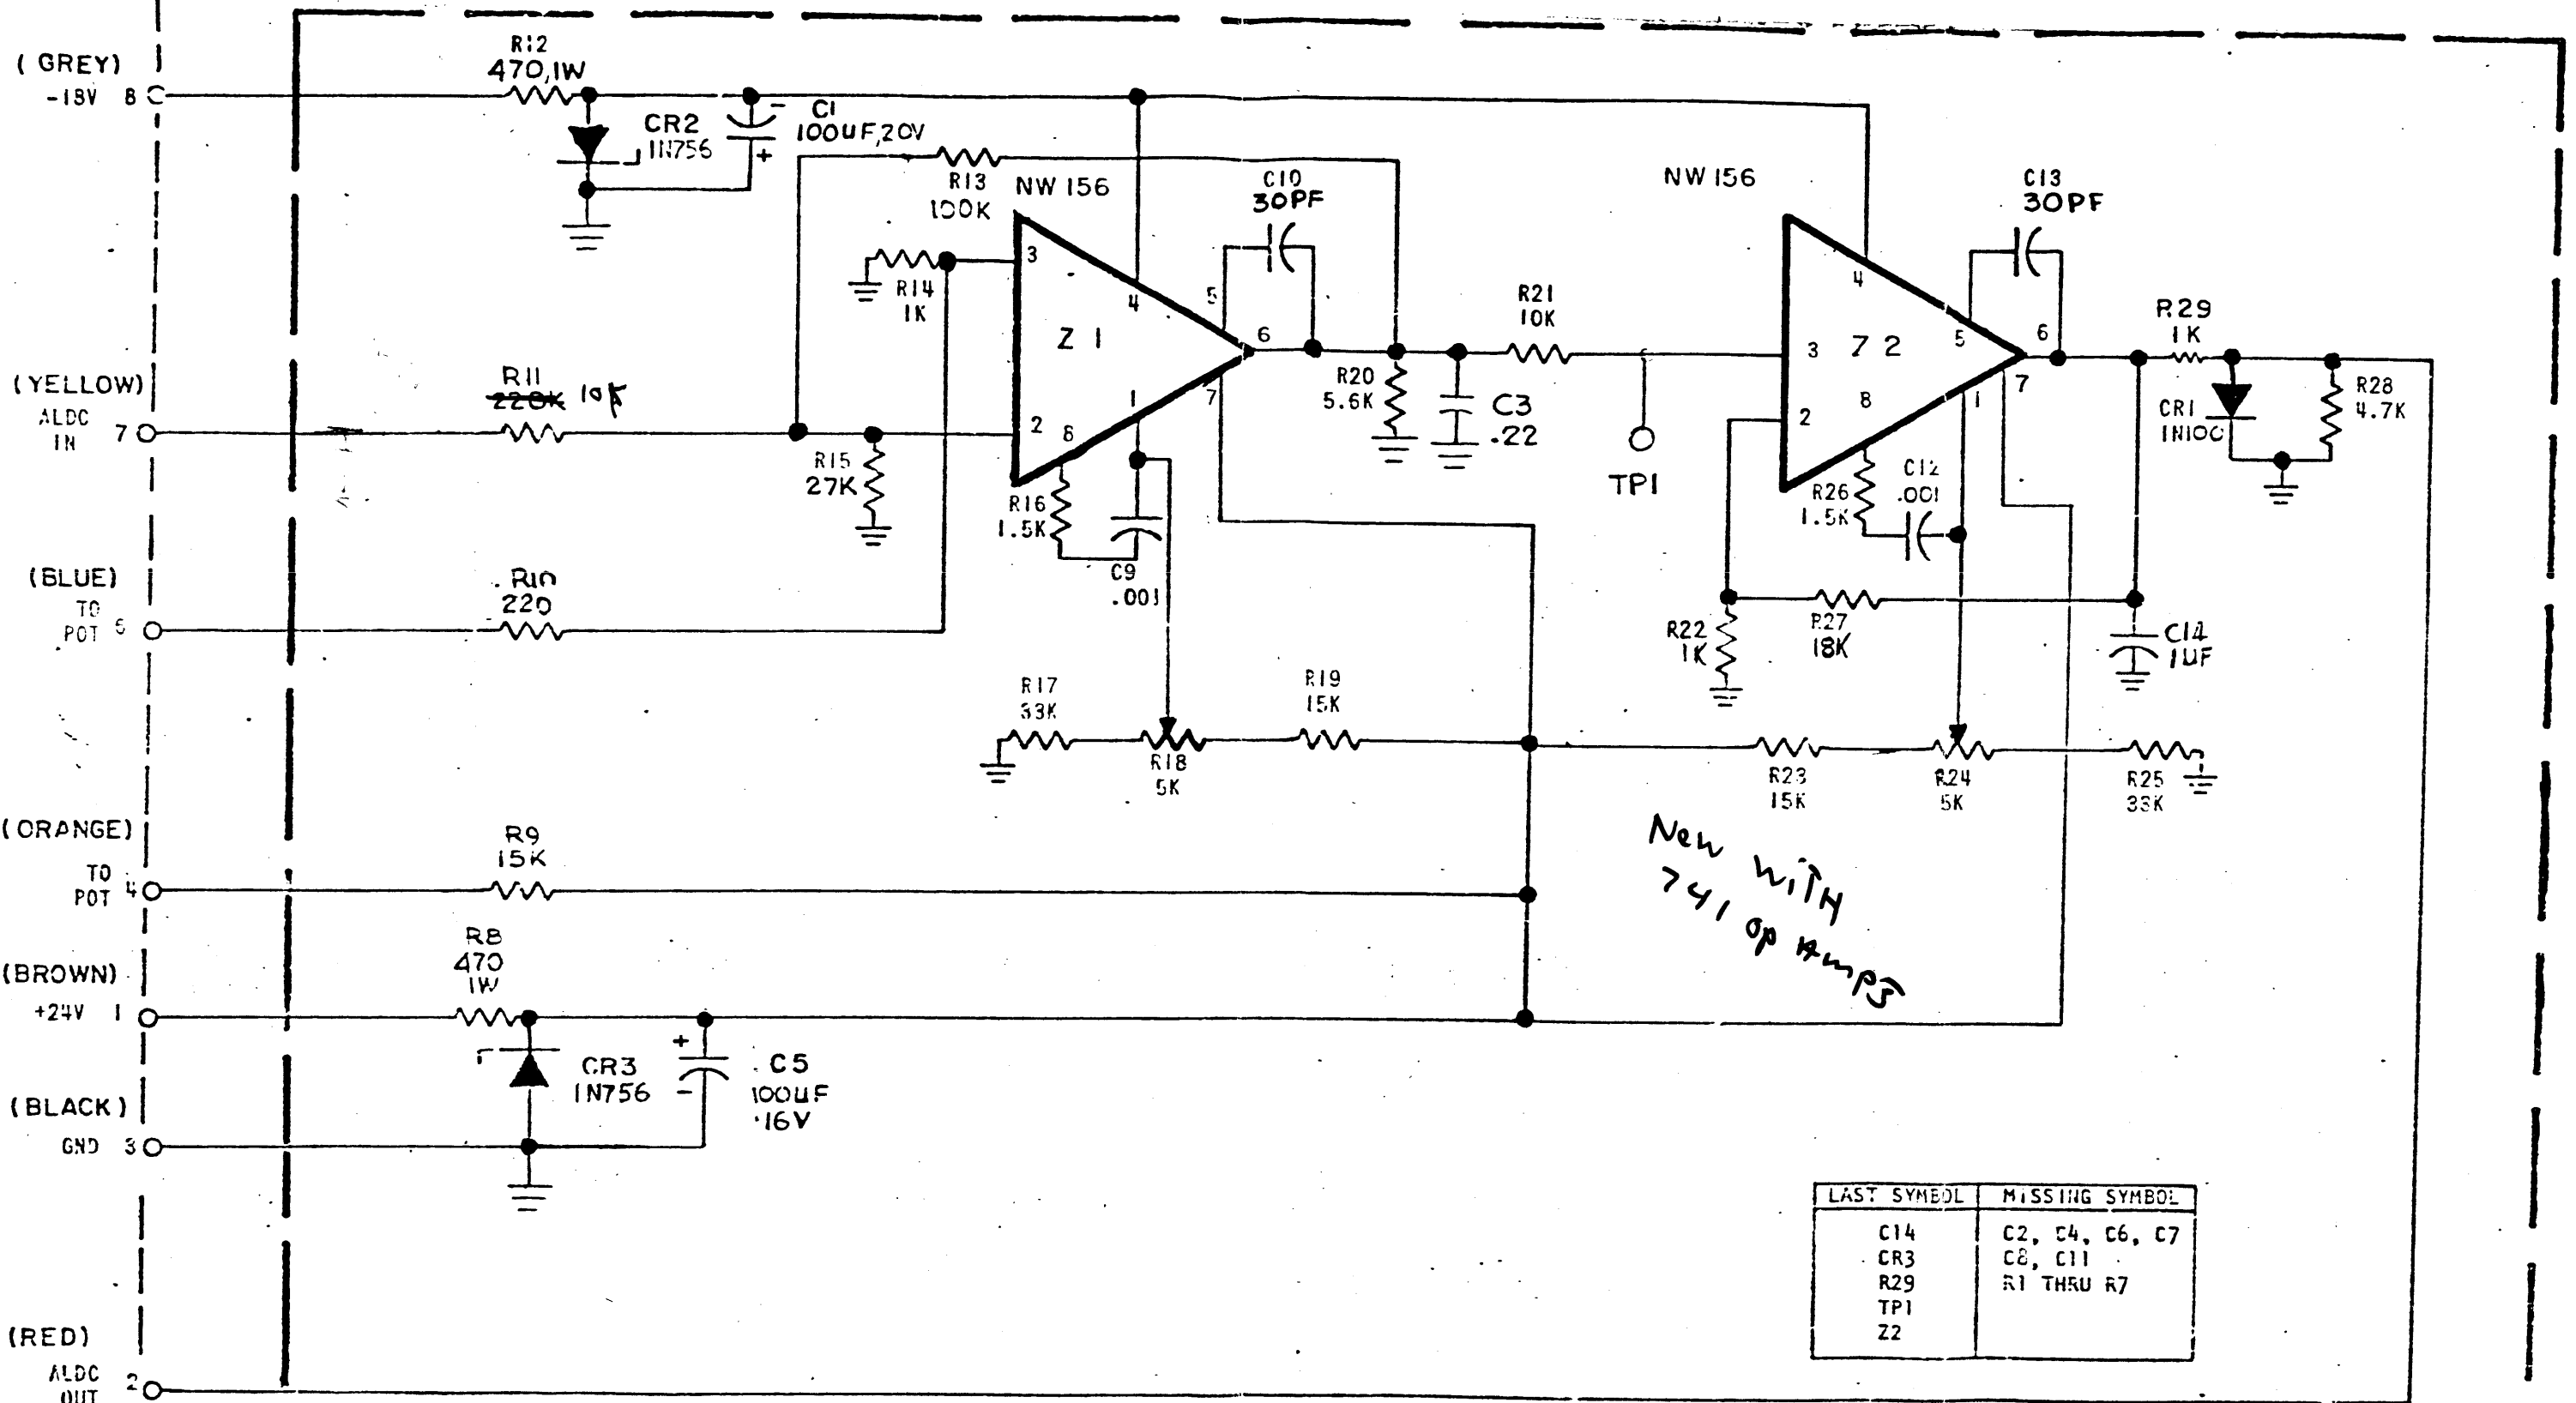 (GREY)
-18V 8
R12
470,1W
CR2
1N756
C1
100UF,20V
-
+
R13
100K
NW 156
C10
30PF
NW 156
C13
30PF
R14
1K
3
4
5
6
Z1
2
8
1
7
R21
10K
R20
5.6K
C3
.22
TP1
3
Z2
4
5
6
2
8
1
7
R29
1K
CR1
1N100
R28
4.7K
(YELLOW)
ALDC
IN
7
R11
220K 10K
R15
27K
R16
1.5K
C9
.001
R26
1.5K
C12
.001
(BLUE)
TO
POT 6
R10
220
R22
1K
R27
18K
C14
1UF
R17
33K
R18
5K
R19
15K
R23
15K
R24
5K
R25
33K
(ORANGE)
TO
POT 4
R9
15K
New WITH
741 op Amps
(BROWN)
+24V 1
R8
470
1W
CR3
1N756
+
-
C5
100UF
16V
(BLACK)
GND 3
LAST SYMBOL MISSING SYMBOL
C14 C2, C4, C6, C7
CR3 C8, C11
R29 R1 THRU R7
TP1
Z2
(RED)
ALDC
OUT
2